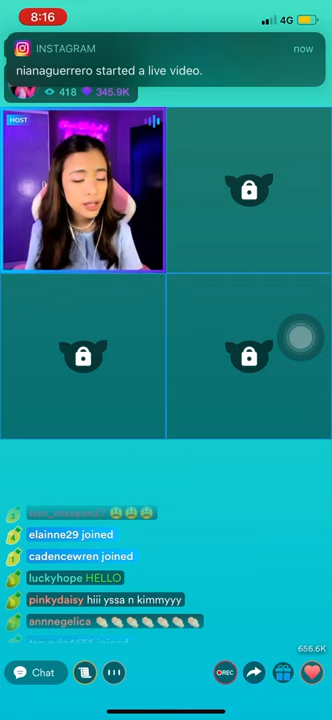 8:16
4G
INSTAGRAM
now
nianaguerrero started a live video.
418
345.9K
HOST
elainne29 joined
cadencewren joined
luckyhope HELLO
pinkydaisy hiii yssa n kimmyyy
annnegelica 👏👏👏👏👏👏👏👏
656.6K
Chat
REC